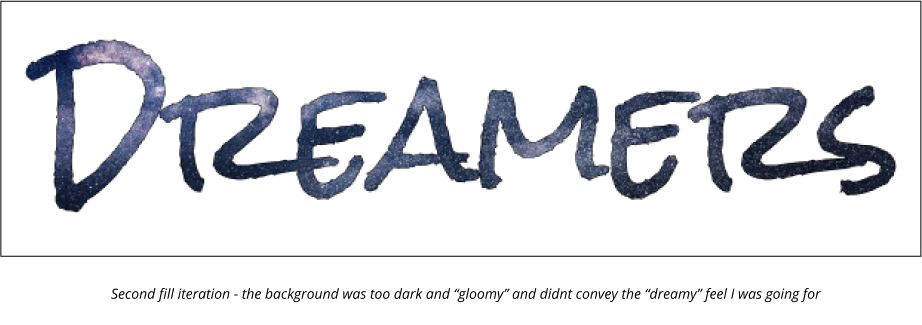 DREAMERS
Second fill iteration - the background was too dark and “gloomy” and didnt convey the “dreamy” feel I was going for